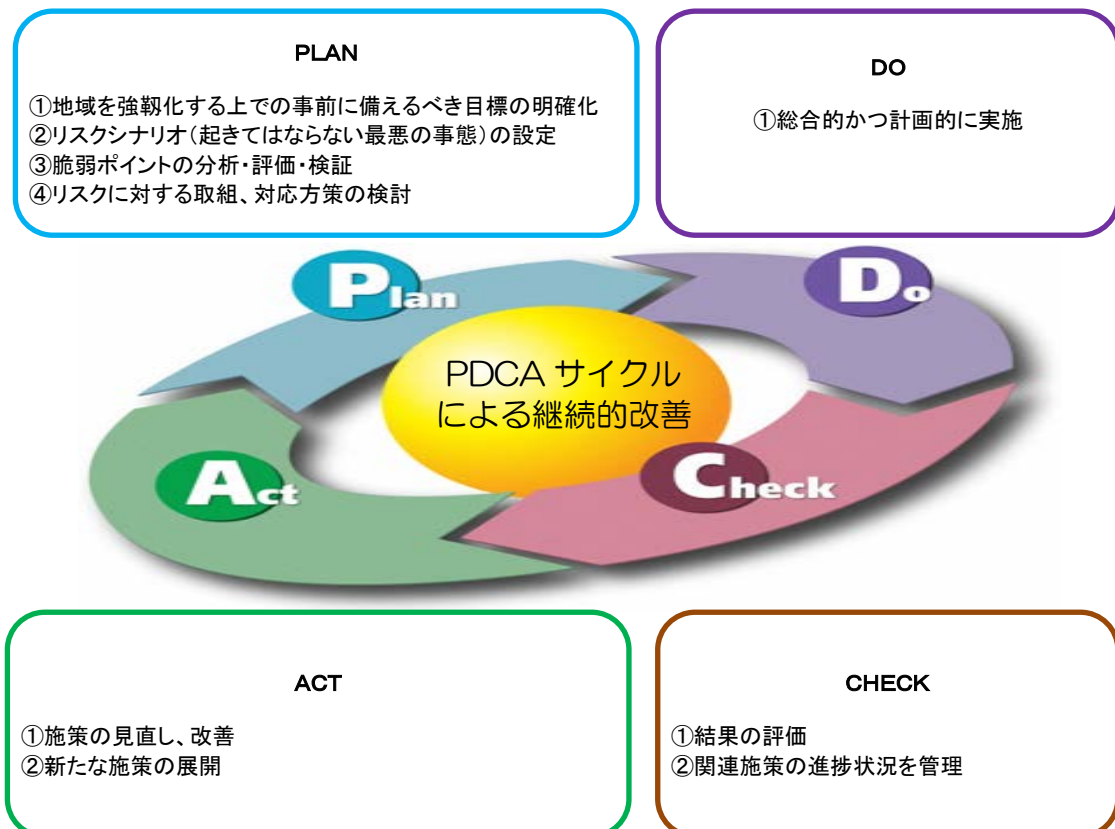 PLAN
①地域を強靱化する上での事前に備えるべき目標の明確化
②リスクシナリオ(起きてはならない最悪の事態)の設定
③脆弱ポイントの分析・評価・検証
④リスクに対する取組、対応方策の検討
DO
①総合的かつ計画的に実施
Plan
Do
PDCA サイクル
による継続的改善
Act
Check
ACT
①施策の見直し、改善
②新たな施策の展開
CHECK
①結果の評価
②関連施策の進捗状況を管理